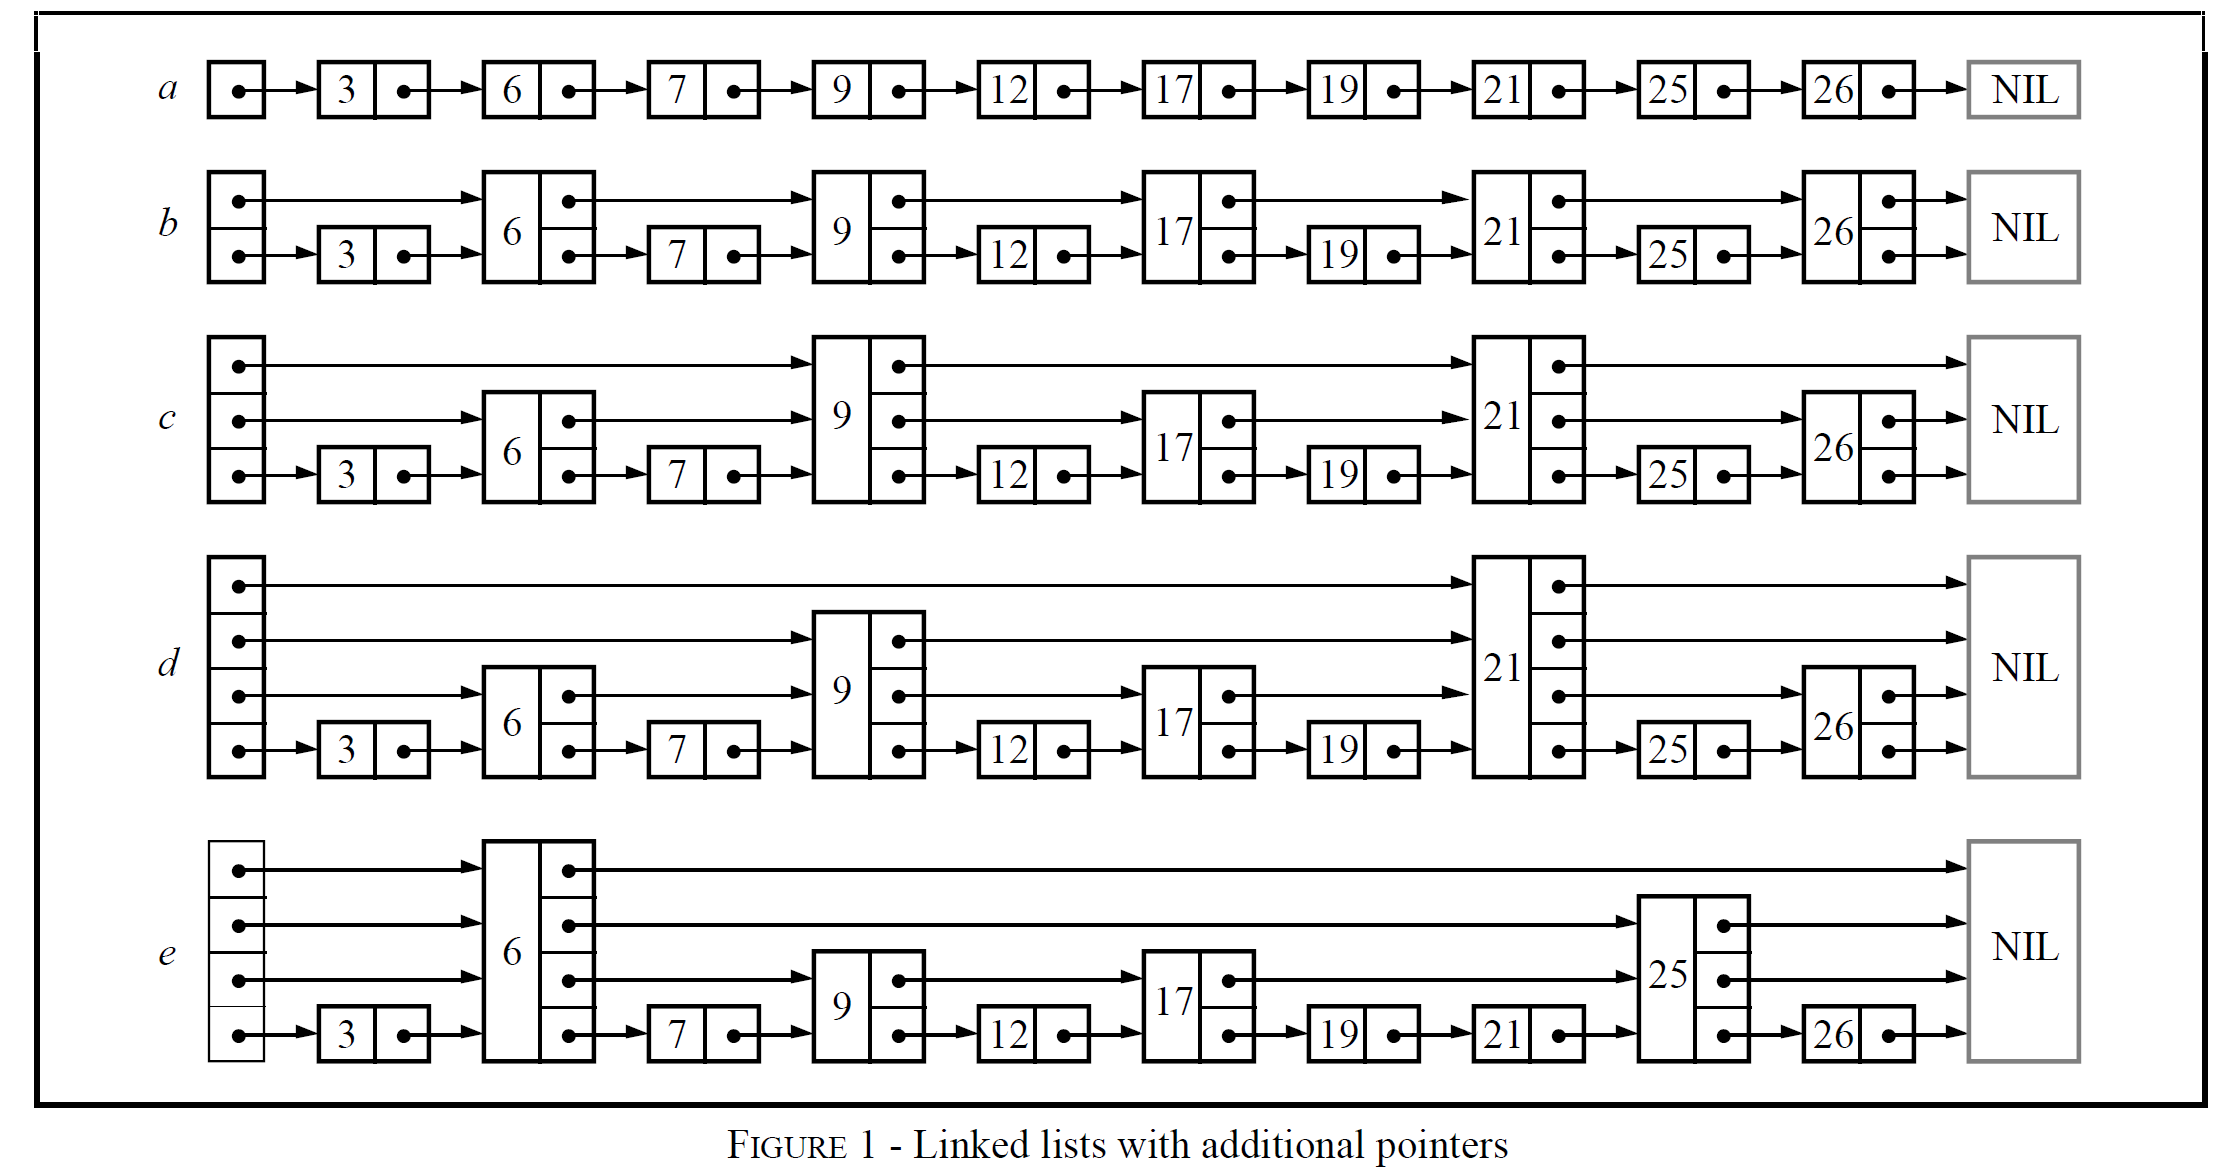 a 3 6 7 9 12 17 19 21 25 26 NIL
b 3 6 7 9 12 17 19 21 25 26 NIL
c 3 6 7 9 12 17 19 21 25 26 NIL
d 3 6 7 9 12 17 19 21 25 26 NIL
e 3 6 7 9 12 17 19 21 25 26 NIL
FIGURE 1 - Linked lists with additional pointers